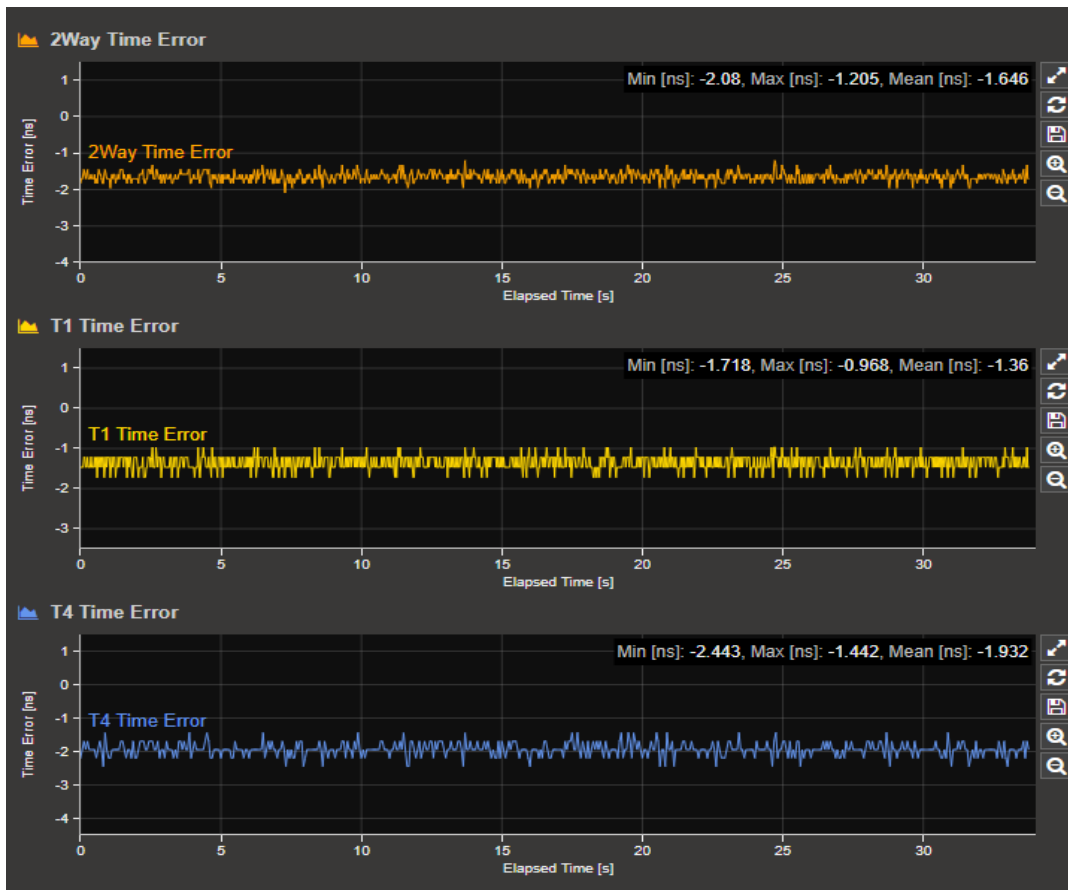 2Way Time Error
Min [ns]: -2.08, Max [ns]: -1.205, Mean [ns]: -1.646
1
0
-1
-2
-3
-4
Time Error [ns]
2Way Time Error
0 5 10 15 20 25 30
Elapsed Time [s]
T1 Time Error
Min [ns]: -1.718, Max [ns]: -0.968, Mean [ns]: -1.36
1
0
-1
-2
-3
Time Error [ns]
T1 Time Error
0 5 10 15 20 25 30
Elapsed Time [s]
T4 Time Error
Min [ns]: -2.443, Max [ns]: -1.442, Mean [ns]: -1.932
1
0
-1
-2
-3
-4
Time Error [ns]
T4 Time Error
0 5 10 15 20 25 30
Elapsed Time [s]